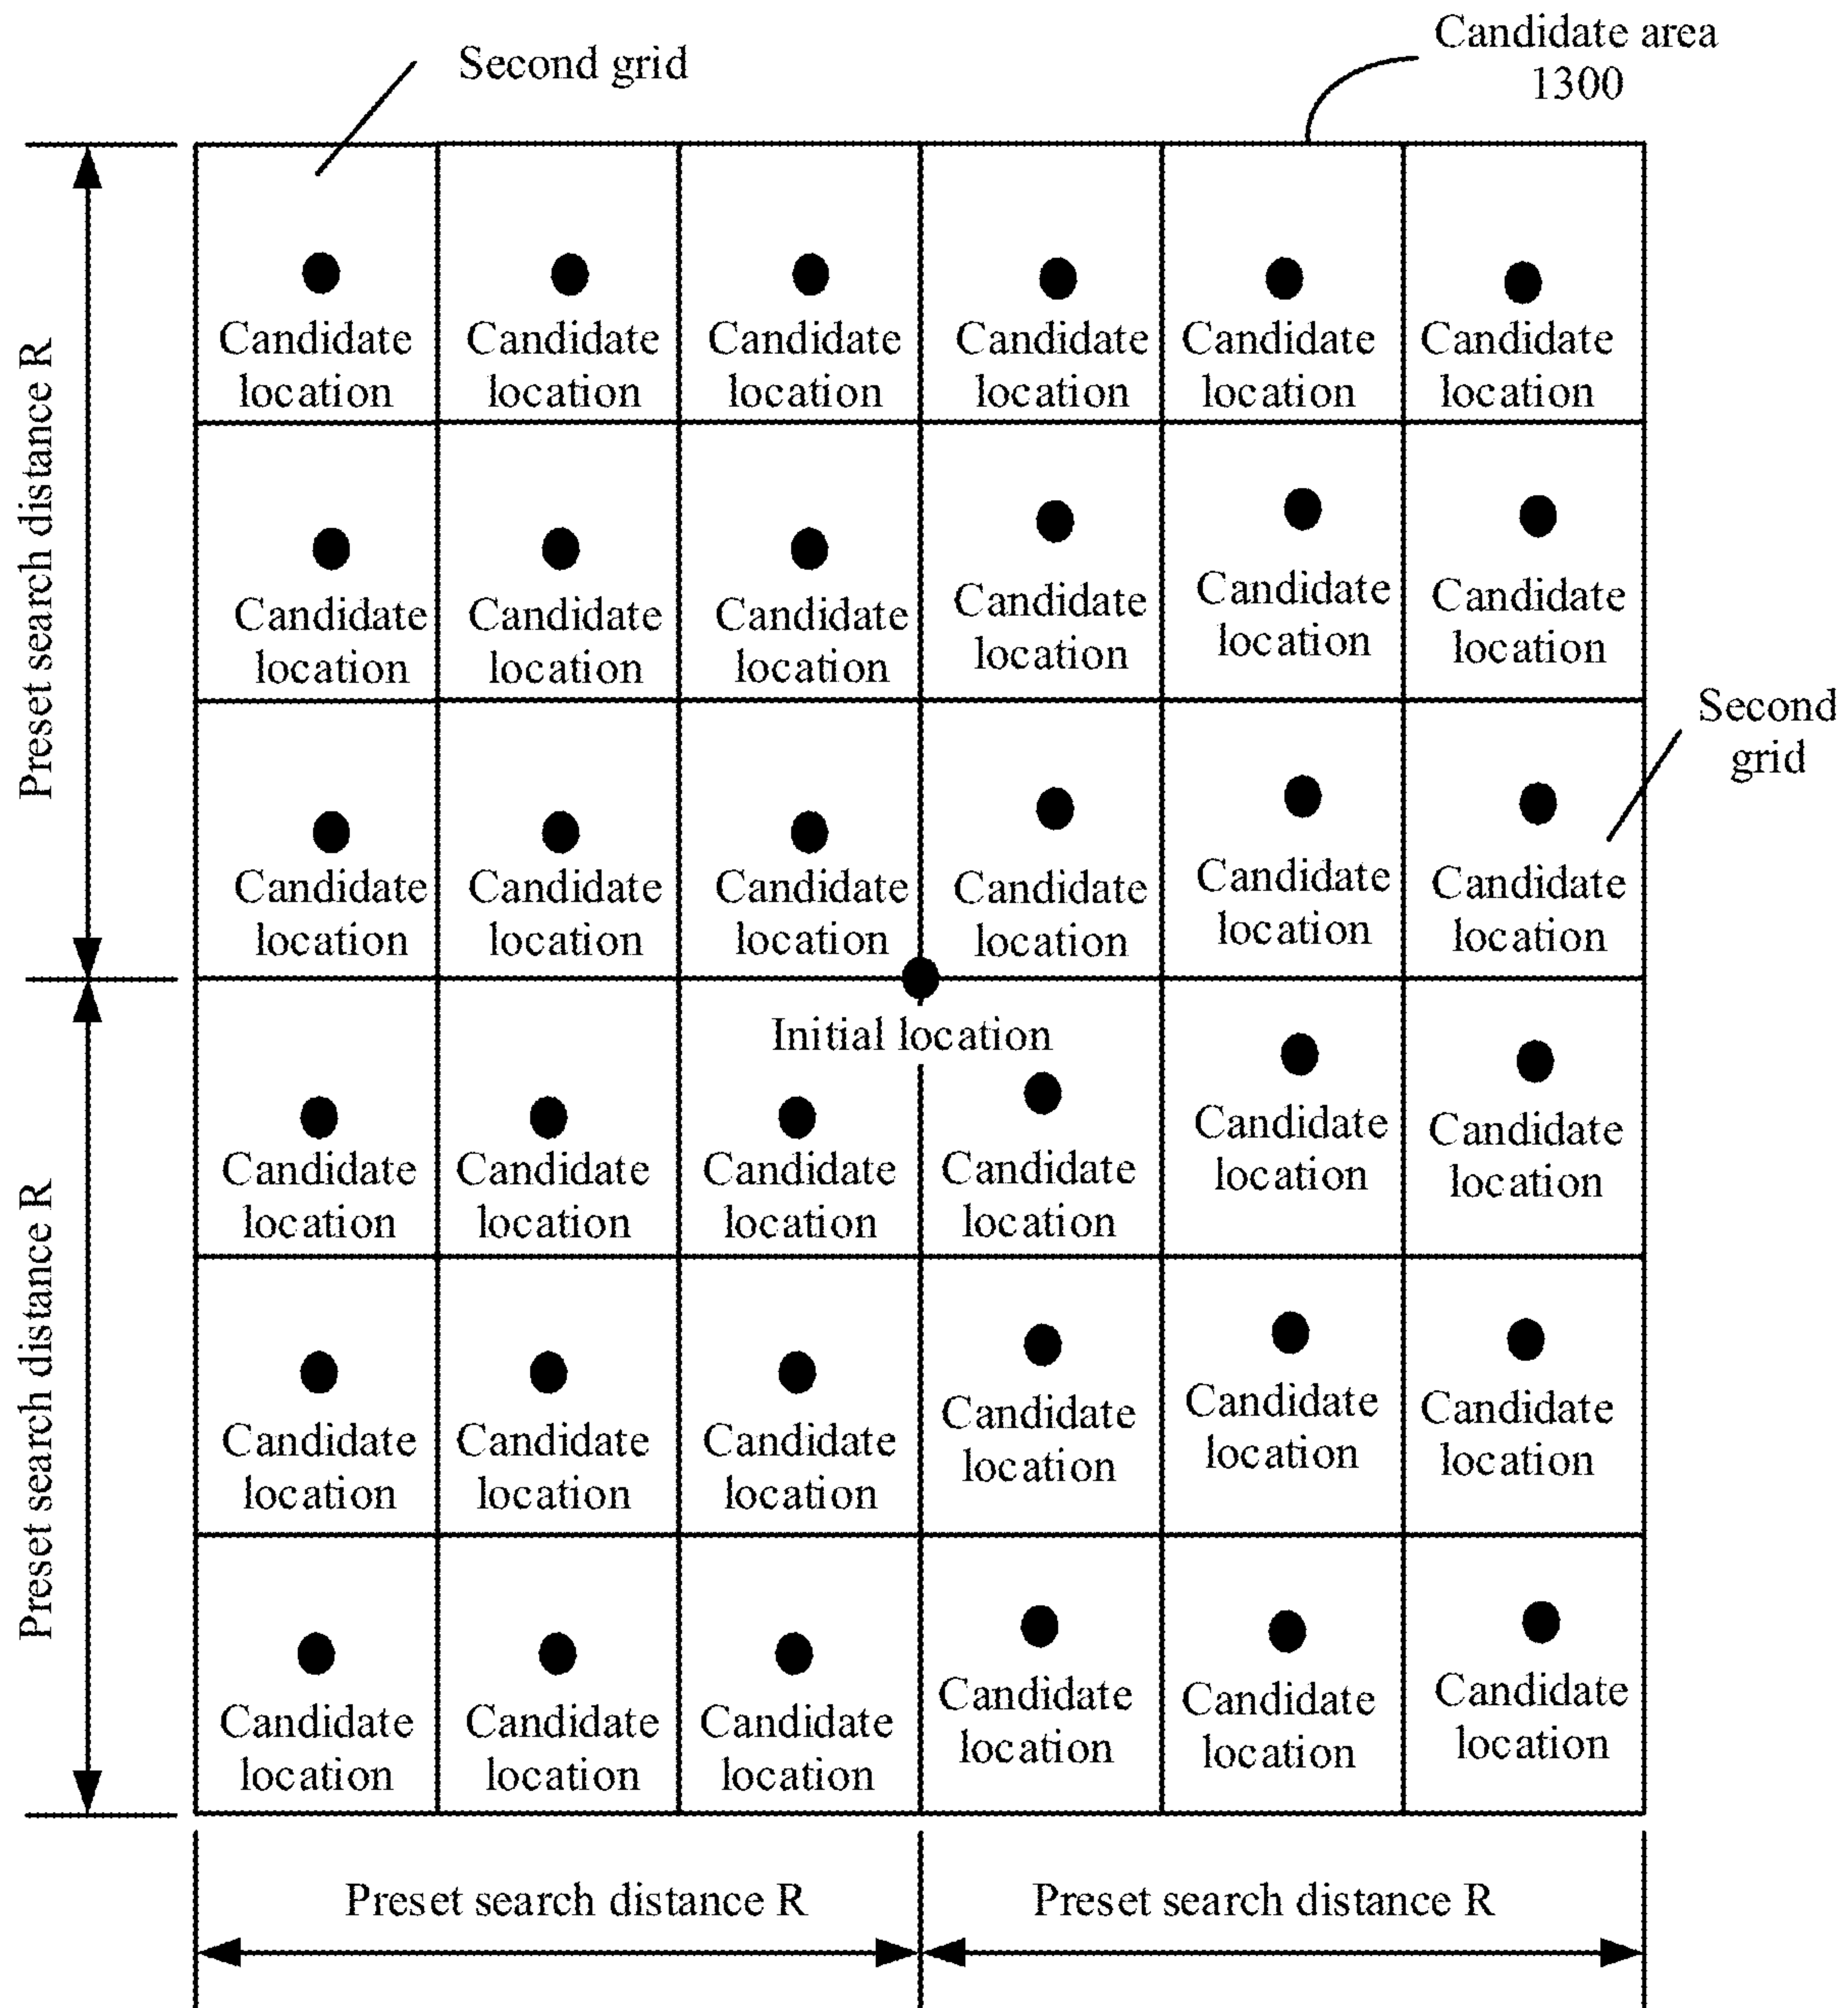 Second grid
Candidate area
1300
Preset search distance R
Candidate Candidate Candidate Candidate Candidate Candidate
location location location location location location
Candidate Candidate Candidate Candidate Candidate Candidate
location location location location location location
Second
grid
Candidate Candidate Candidate Candidate Candidate Candidate
location location location location location location
Initial location
Preset search distance R
Candidate Candidate Candidate Candidate Candidate Candidate
location location location location location location
Candidate Candidate Candidate Candidate Candidate Candidate
location location location location location location
Candidate Candidate Candidate Candidate Candidate Candidate
location location location location location location
Preset search distance R Preset search distance R